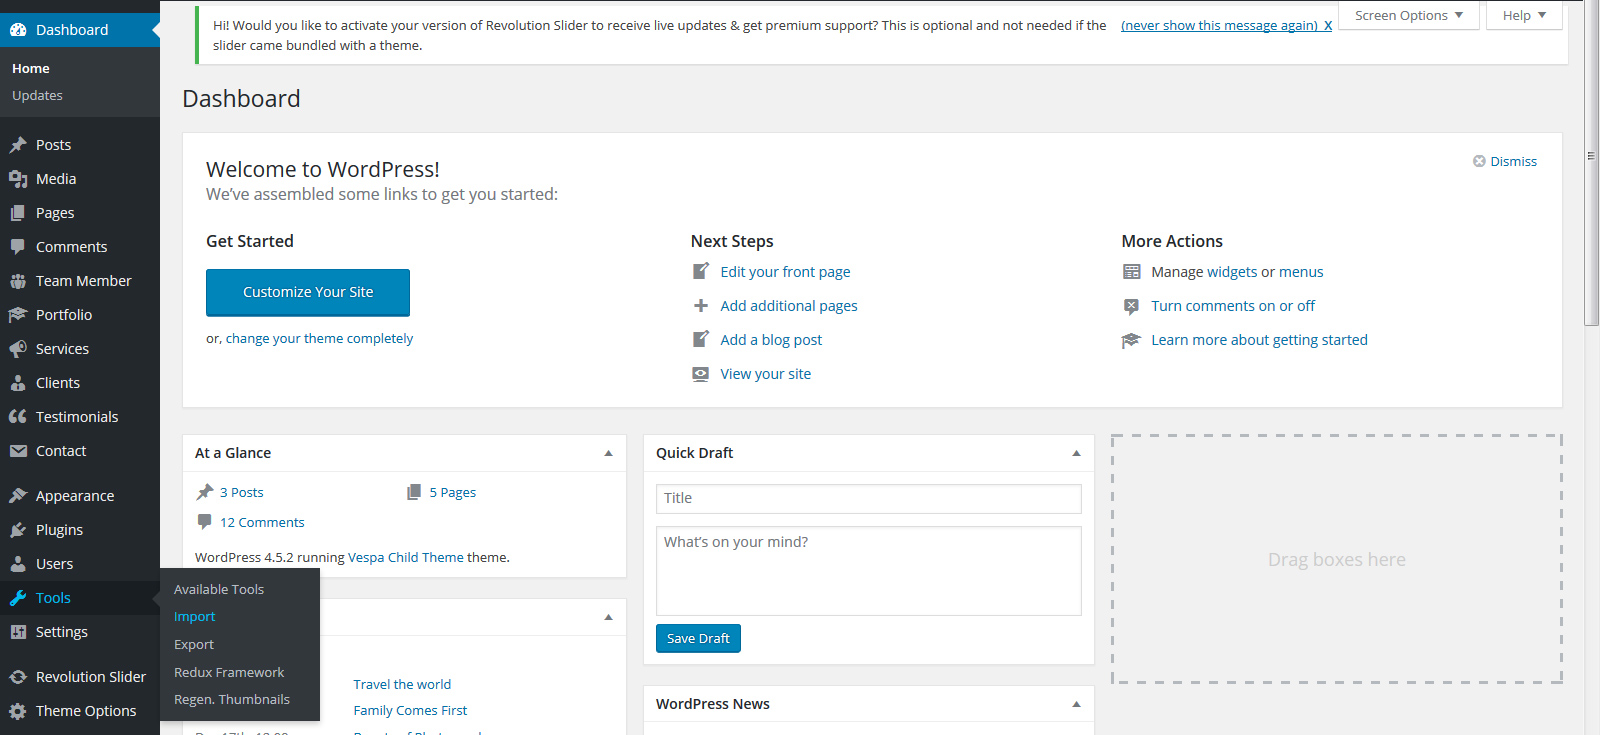 Dashboard
Home
Updates
Posts
Media
Pages
Comments
Team Member
Portfolio
Services
Clients
Testimonials
Contact
Appearance
Plugins
Users
Tools
Settings
Revolution Slider
Theme Options
Available Tools
Import
Export
Redux Framework
Regen. Thumbnails
Hi! Would you like to activate your version of Revolution Slider to receive live updates & get premium support? This is optional and not needed if the
slider came bundled with a theme.
(never show this message again) X
Screen Options
Help
Dashboard
Welcome to WordPress!
We've assembled some links to get you started:
Dismiss
Get Started
Customize Your Site
or, change your theme completely
Next Steps
Edit your front page
Add additional pages
Add a blog post
View your site
More Actions
Manage widgets or menus
Turn comments on or off
Learn more about getting started
At a Glance
3 Posts
5 Pages
12 Comments
WordPress 4.5.2 running Vespa Child Theme theme.
Travel the world
Family Comes First
Quick Draft
Title
What's on your mind?
Save Draft
WordPress News
Drag boxes here